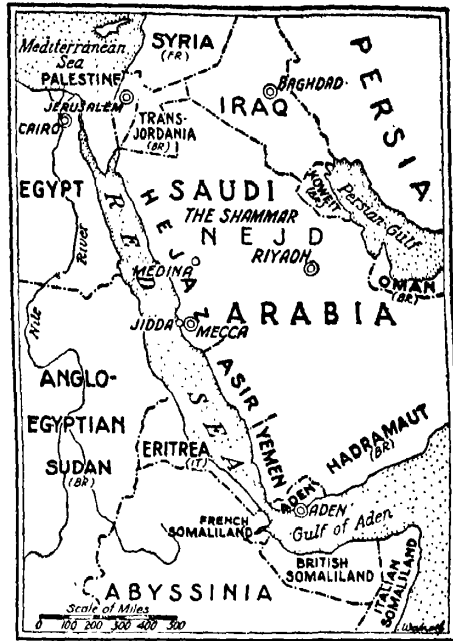 Mediterranean
Sea
SYRIA
(FR)
PERSIA
PALESTINE
JERUSALEM
BAGHDAD
TRANS-
JORDANIA
(BR)
IRAQ
CAIRO
EGYPT
SAUDI
KOWEIT
(BR)
Persian Gulf
THE SHAMMAR
NEJD
HEJAZ
RED
River
MEDINA
RIYADH
OMAN
(BR)
Nile
JIDDA
MECCA
ARABIA
ANGLO-
EGYPTIAN
SUDAN
(BR)
ASIR
SEA
YEMEN
HADRAMAUT
(BR)
ERITREA
(IT)
ADEN
ADEN
Gulf of Aden
FRENCH
SOMALILAND
BRITISH
SOMALILAND
ITALIAN
SOMALILAND
ABYSSINIA
Scale of Miles
0 100 200 300 400 500